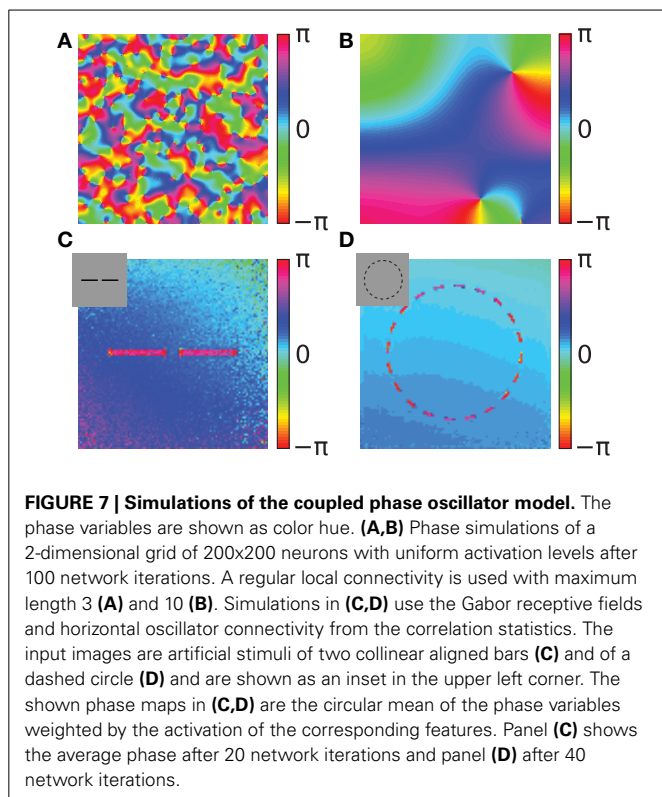 A
π
0
−π
B
π
0
−π
C
π
0
−π
D
π
0
−π
FIGURE 7 | Simulations of the coupled phase oscillator model. The
phase variables are shown as color hue. (A,B) Phase simulations of a
2-dimensional grid of 200x200 neurons with uniform activation levels after
100 network iterations. A regular local connectivity is used with maximum
length 3 (A) and 10 (B). Simulations in (C,D) use the Gabor receptive fields
and horizontal oscillator connectivity from the correlation statistics. The
input images are artificial stimuli of two collinear aligned bars (C) and of a
dashed circle (D) and are shown as an inset in the upper left corner. The
shown phase maps in (C,D) are the circular mean of the phase variables
weighted by the activation of the corresponding features. Panel (C) shows
the average phase after 20 network iterations and panel (D) after 40
network iterations.